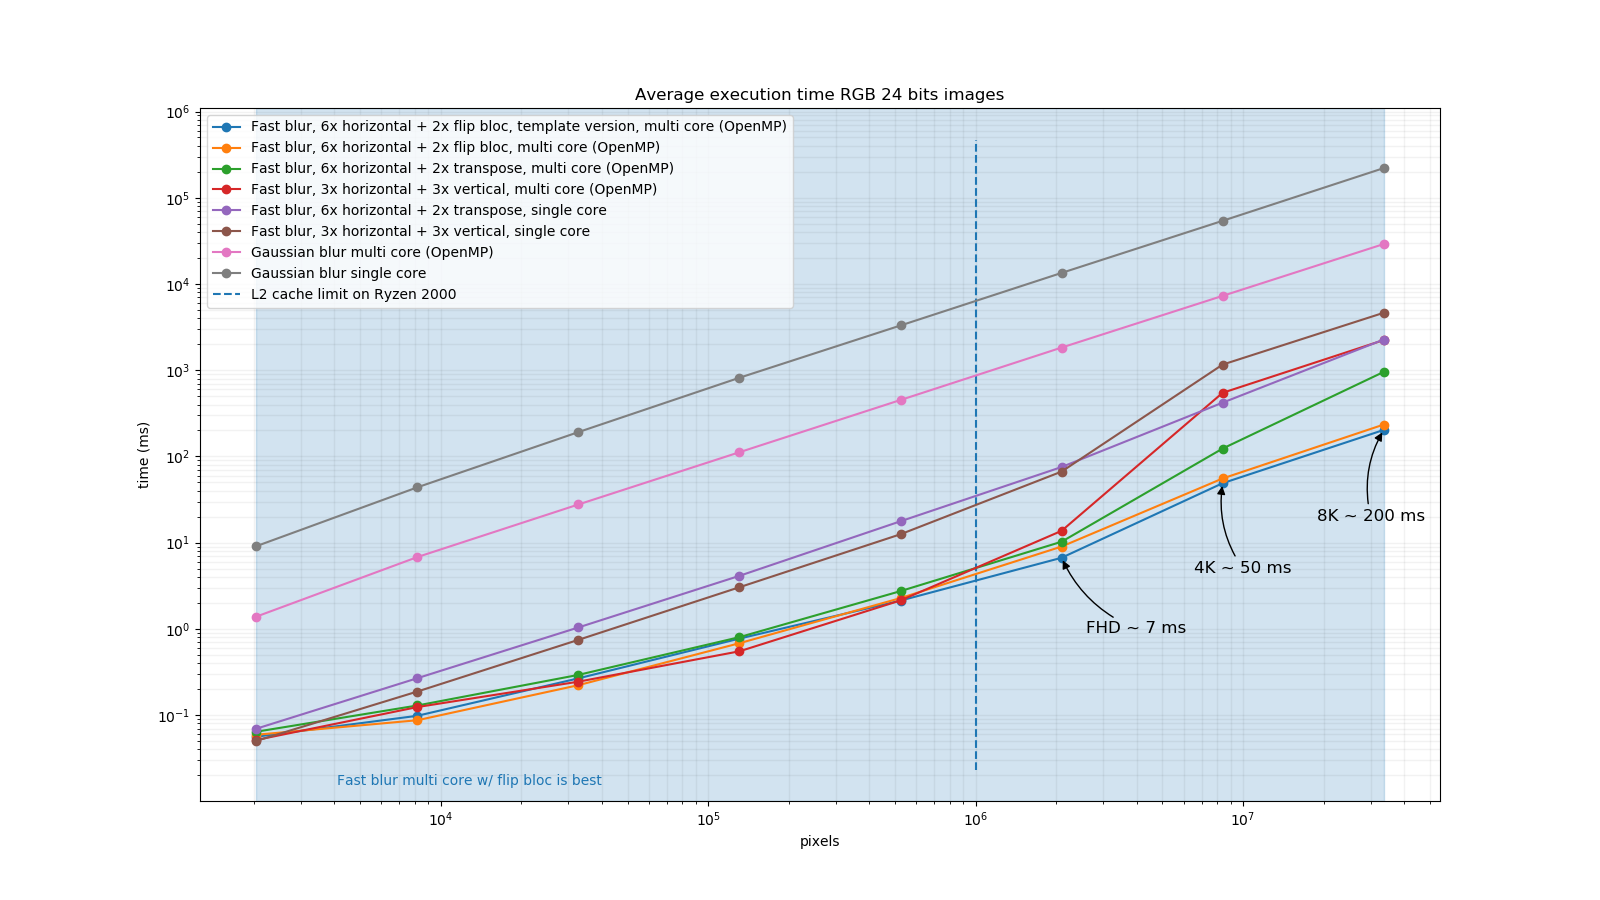 Average execution time RGB 24 bits images
Fast blur, 6x horizontal + 2x flip bloc, template version, multi core (OpenMP)
Fast blur, 6x horizontal + 2x flip bloc, multi core (OpenMP)
Fast blur, 6x horizontal + 2x transpose, multi core (OpenMP)
Fast blur, 3x horizontal + 3x vertical, multi core (OpenMP)
Fast blur, 6x horizontal + 2x transpose, single core
Fast blur, 3x horizontal + 3x vertical, single core
Gaussian blur multi core (OpenMP)
Gaussian blur single core
L2 cache limit on Ryzen 2000
time (ms)
10⁶
10⁵
10⁴
10³
10²
10¹
10⁰
10⁻¹
8K ~ 200 ms
4K ~ 50 ms
FHD ~ 7 ms
Fast blur multi core w/ flip bloc is best
10⁴ 10⁵ 10⁶ 10⁷
pixels